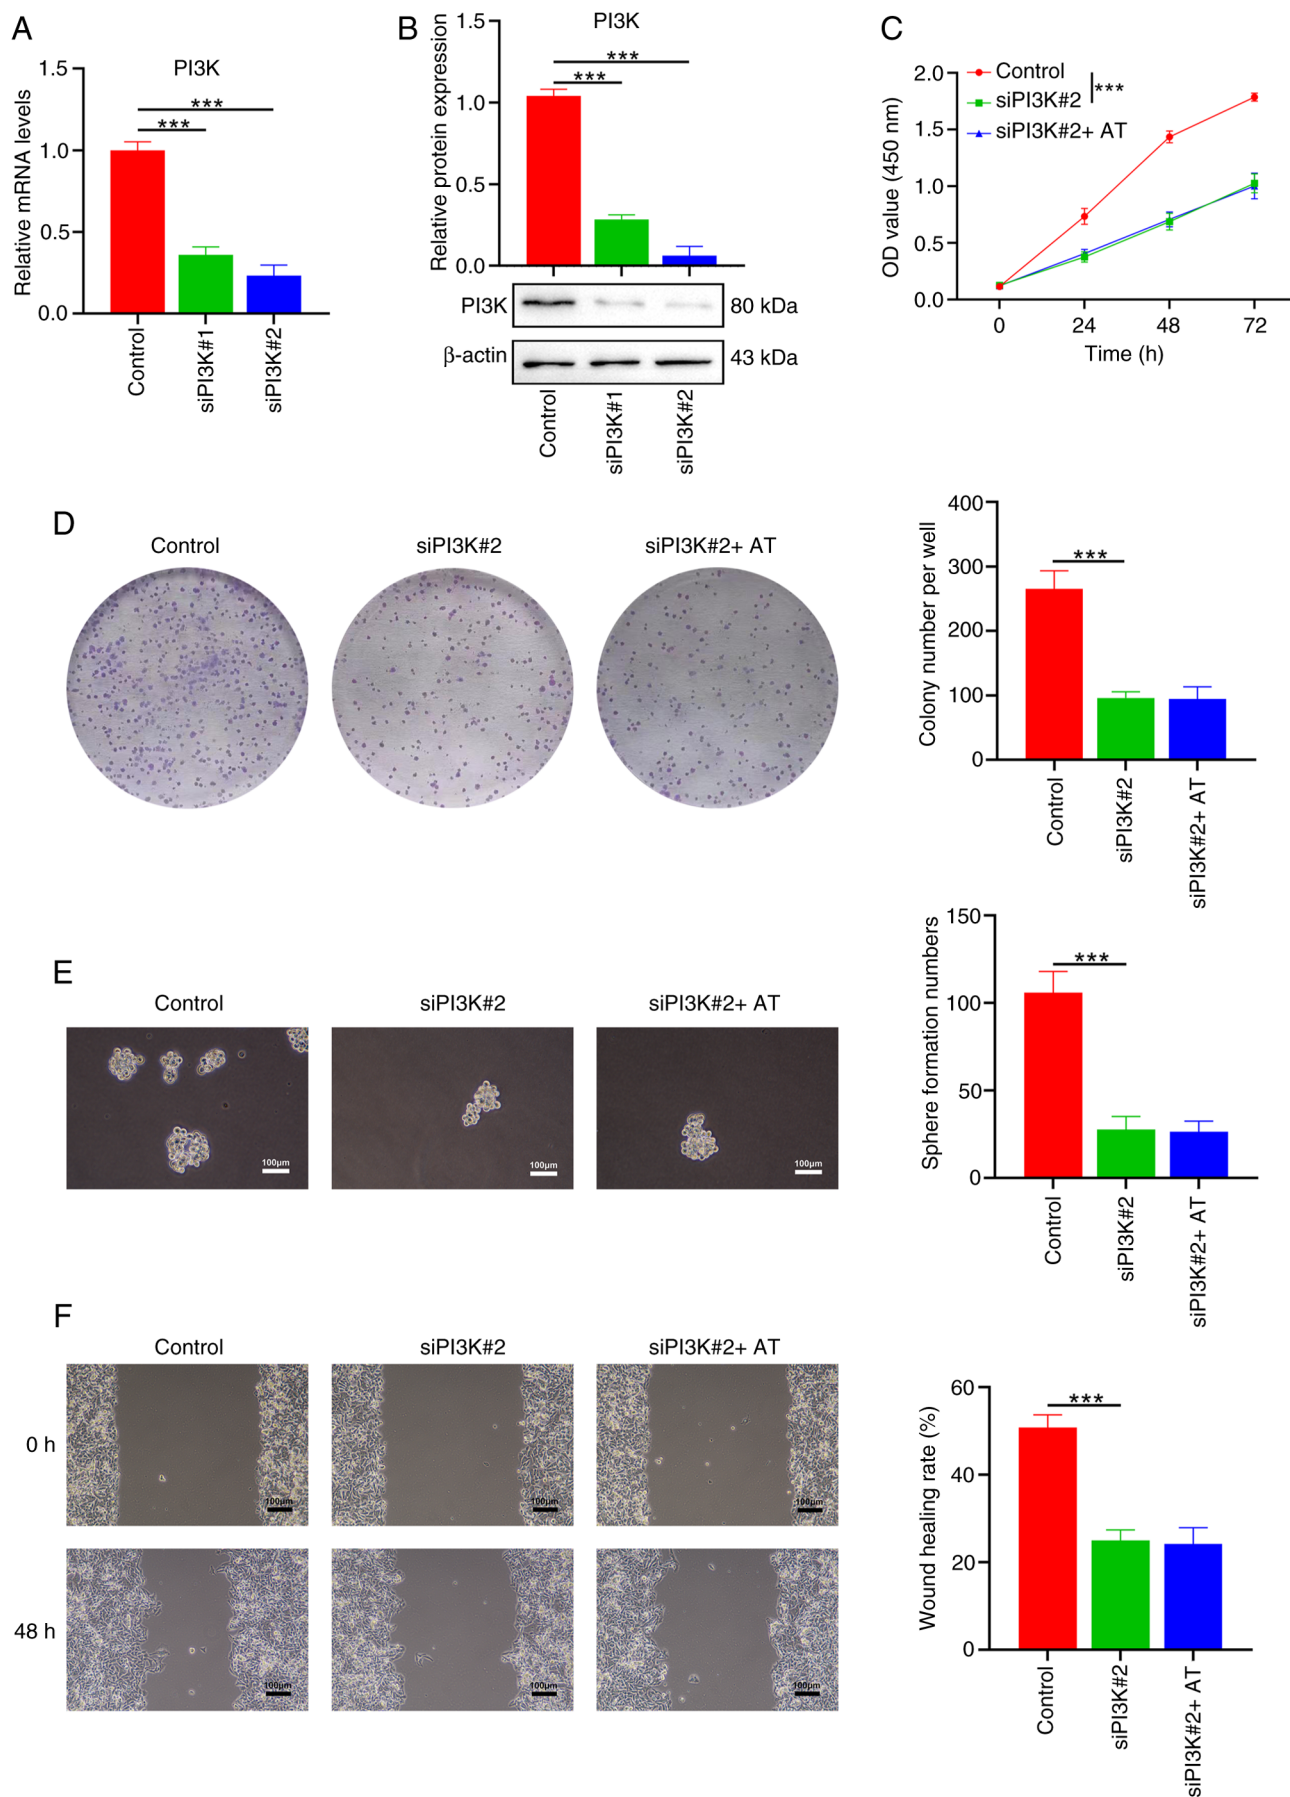 A
PI3K
Relative mRNA levels
1.5
1.0
0.5
0.0
***
***
Control
siPI3K#1
siPI3K#2
B
PI3K
Relative protein expression
1.5
1.0
0.5
0.0
***
***
PI3K
80 kDa
β-actin
43 kDa
Control
siPI3K#1
siPI3K#2
C
OD value (450 nm)
2.0
1.5
1.0
0.5
0.0
Control
siPI3K#2
siPI3K#2+ AT
***
0
24
48
72
Time (h)
D
Control
siPI3K#2
siPI3K#2+ AT
Colony number per well
400
300
200
100
0
***
Control
siPI3K#2
siPI3K#2+ AT
E
Control
siPI3K#2
siPI3K#2+ AT
100μm
100μm
100μm
Sphere formation numbers
150
100
50
0
***
Control
siPI3K#2
siPI3K#2+ AT
F
Control
siPI3K#2
siPI3K#2+ AT
0 h
100μm
100μm
100μm
48 h
100μm
100μm
100μm
Wound healing rate (%)
60
40
20
0
***
Control
siPI3K#2
siPI3K#2+ AT